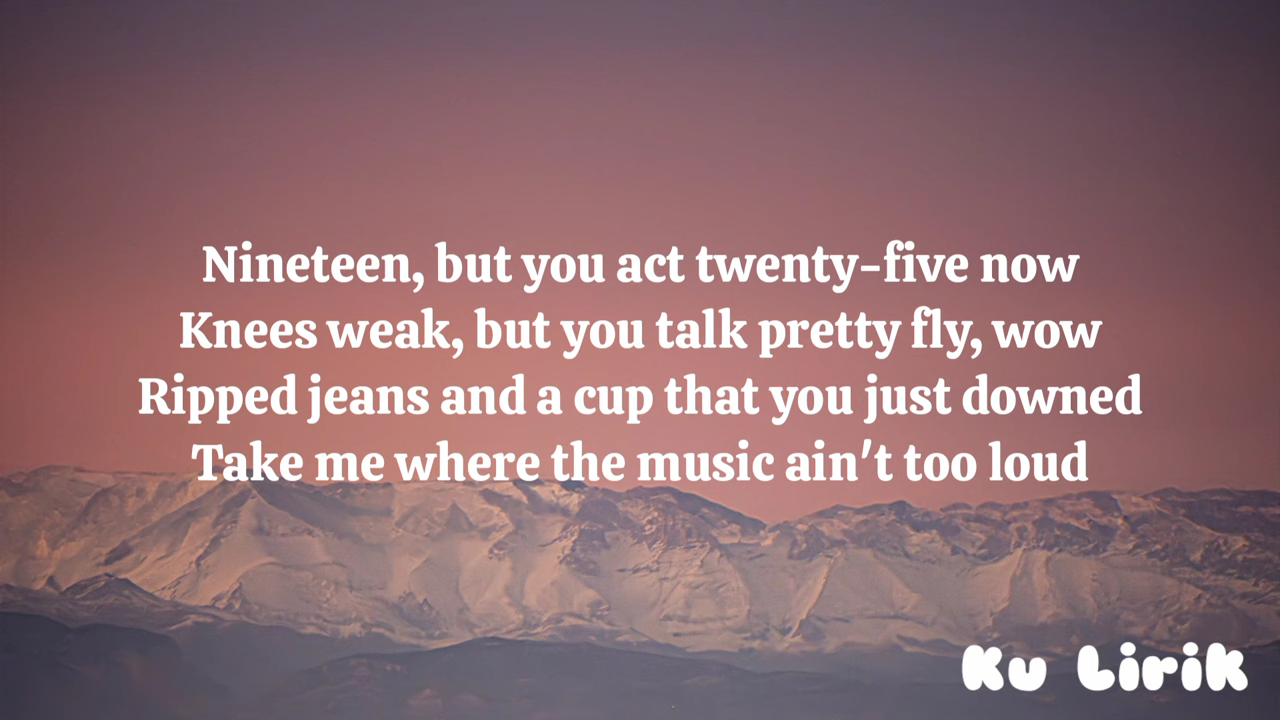 Nineteen, but you act twenty-five now
Knees weak, but you talk pretty fly, wow
Ripped jeans and a cup that you just downed
Take me where the music ain't too loud
Ku Lirik